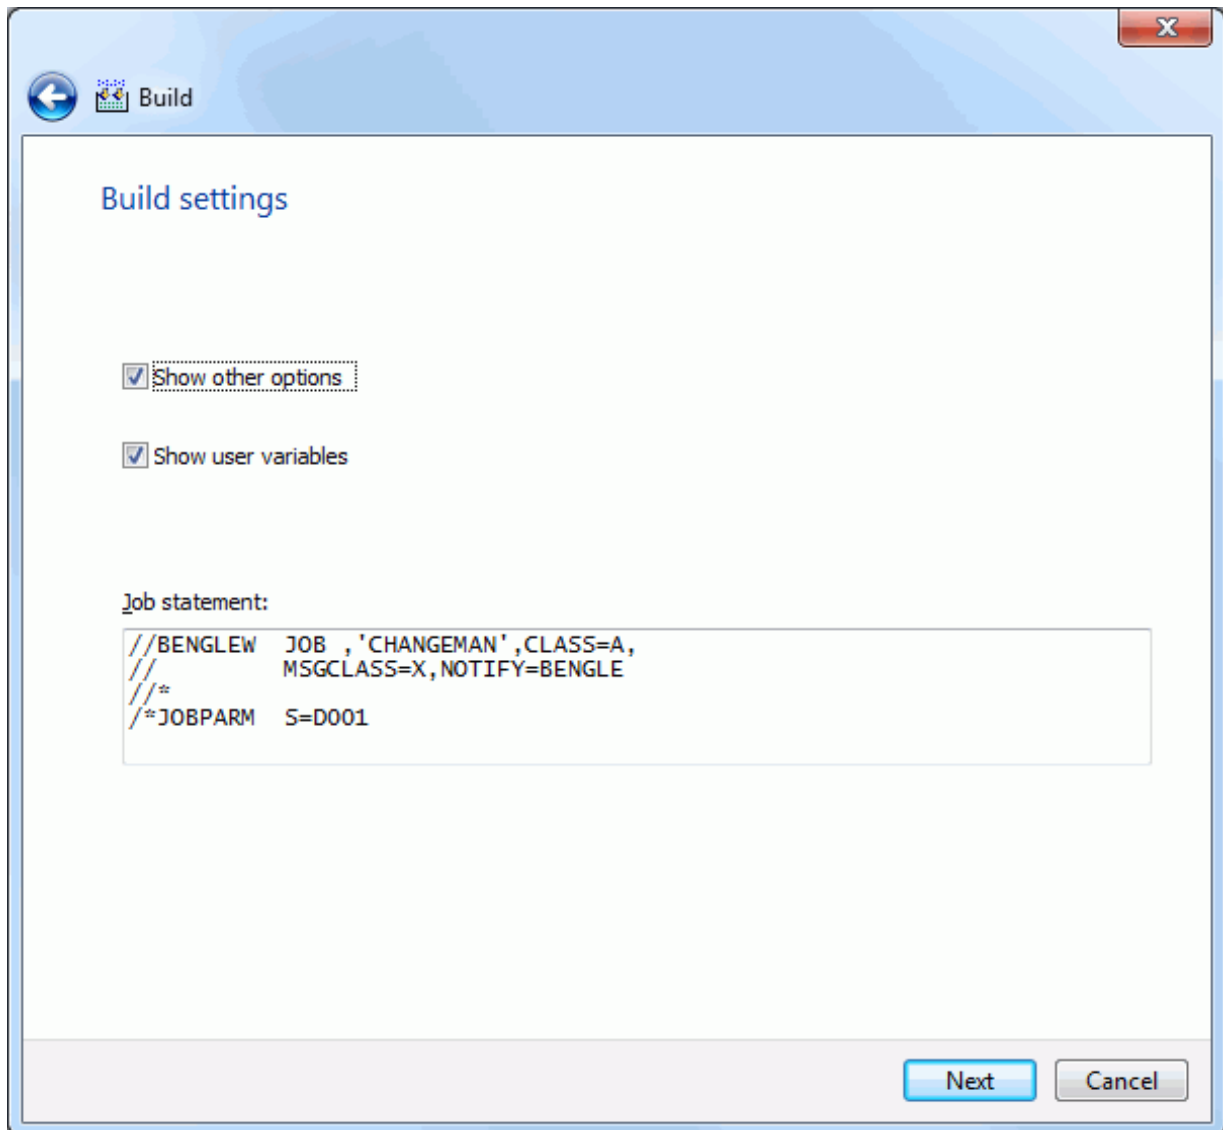 Build
Build settings
Show other options
Show user variables
Job statement:
//BENGLEW  JOB ,'CHANGEMAN',CLASS=A,
//         MSGCLASS=X,NOTIFY=BENGLE
//*
/*JOBPARM  S=D001
Next
Cancel